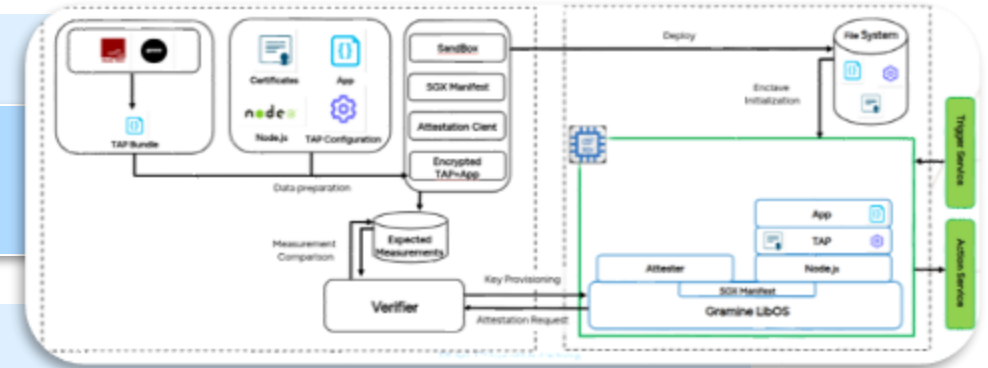 TAP Bundle
Certificates
App
node
Node.js
TAP Configuration
Data preparation
SandBox
SGX Manifest
Attestation Cient
Encrypted
TAP+App
Expected
Measurements
Measurement
Comparison
Verifier
Key Provisioning
Attestation Request
Deploy
File System
Enclave
Initialization
App
TAP
Attester
Node.js
SGX Manifest
Gramine LibOS
Trigger Service
Action Service